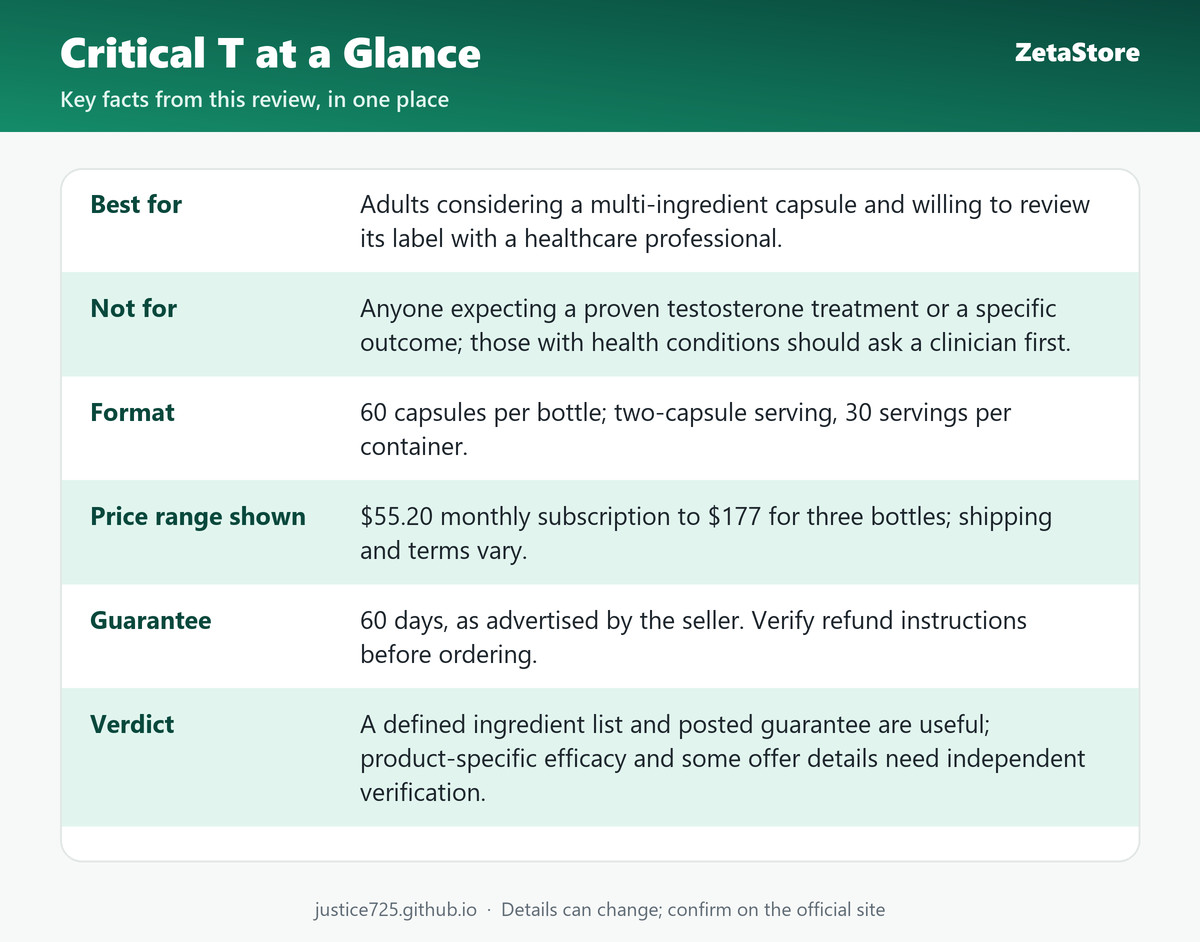 Critical T at a Glance
ZetaStore
Key facts from this review, in one place
Best for
Adults considering a multi-ingredient capsule and willing to review
its label with a healthcare professional.
Not for
Anyone expecting a proven testosterone treatment or a specific
outcome; those with health conditions should ask a clinician first.
Format
60 capsules per bottle; two-capsule serving, 30 servings per
container.
Price range shown
$55.20 monthly subscription to $177 for three bottles; shipping
and terms vary.
Guarantee
60 days, as advertised by the seller. Verify refund instructions
before ordering.
Verdict
A defined ingredient list and posted guarantee are useful;
product-specific efficacy and some offer details need independent
verification.
justice725.github.io · Details can change; confirm on the official site